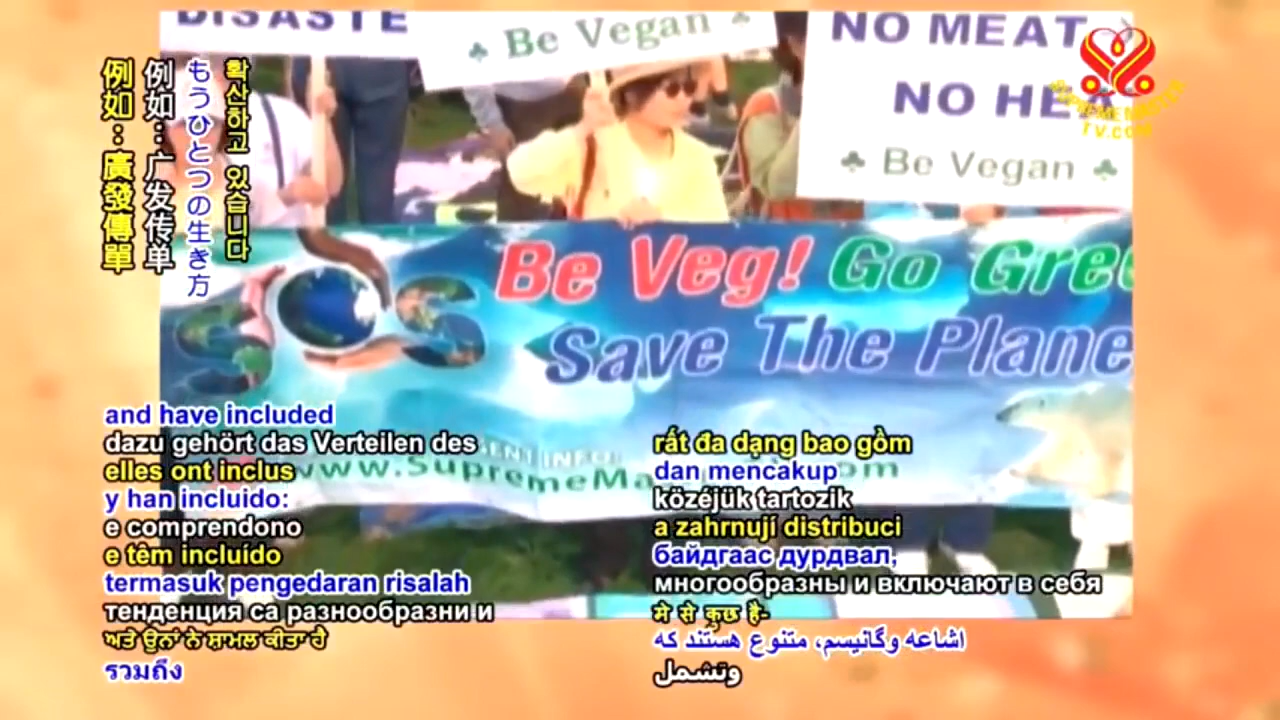 DISASTE
Be Vegan
NO MEAT
NO HEA
♣ Be Vegan ♣
SUPREMEMASTER
TV.COM
확산하고 있습니다
もうひとつの生き方
例如：广发传单
例如：廣發傳單
SOS
Be Veg! Go Gree
Save The Plane
www.SupremeMa
om
and have included
dazu gehört das Verteilen des
elles ont inclus
y han incluido:
e comprendono
e têm incluído
termasuk pengedaran risalah
тенденция са разнообразни и
ਅਤੇ ਉਨਾਂ ਨੇ ਸ਼ਾਮਲ ਕੀਤਾ ਹੈ
รวมถึง
rất đa dạng bao gồm
dan mencakup
közéjük tartozik
a zahrnují distribuci
байдгаас дурдвал;
многообразны и включают в себя
मे से कुछ है-
اشاعه وگانیسم، متنوع هستند که
وتشمل